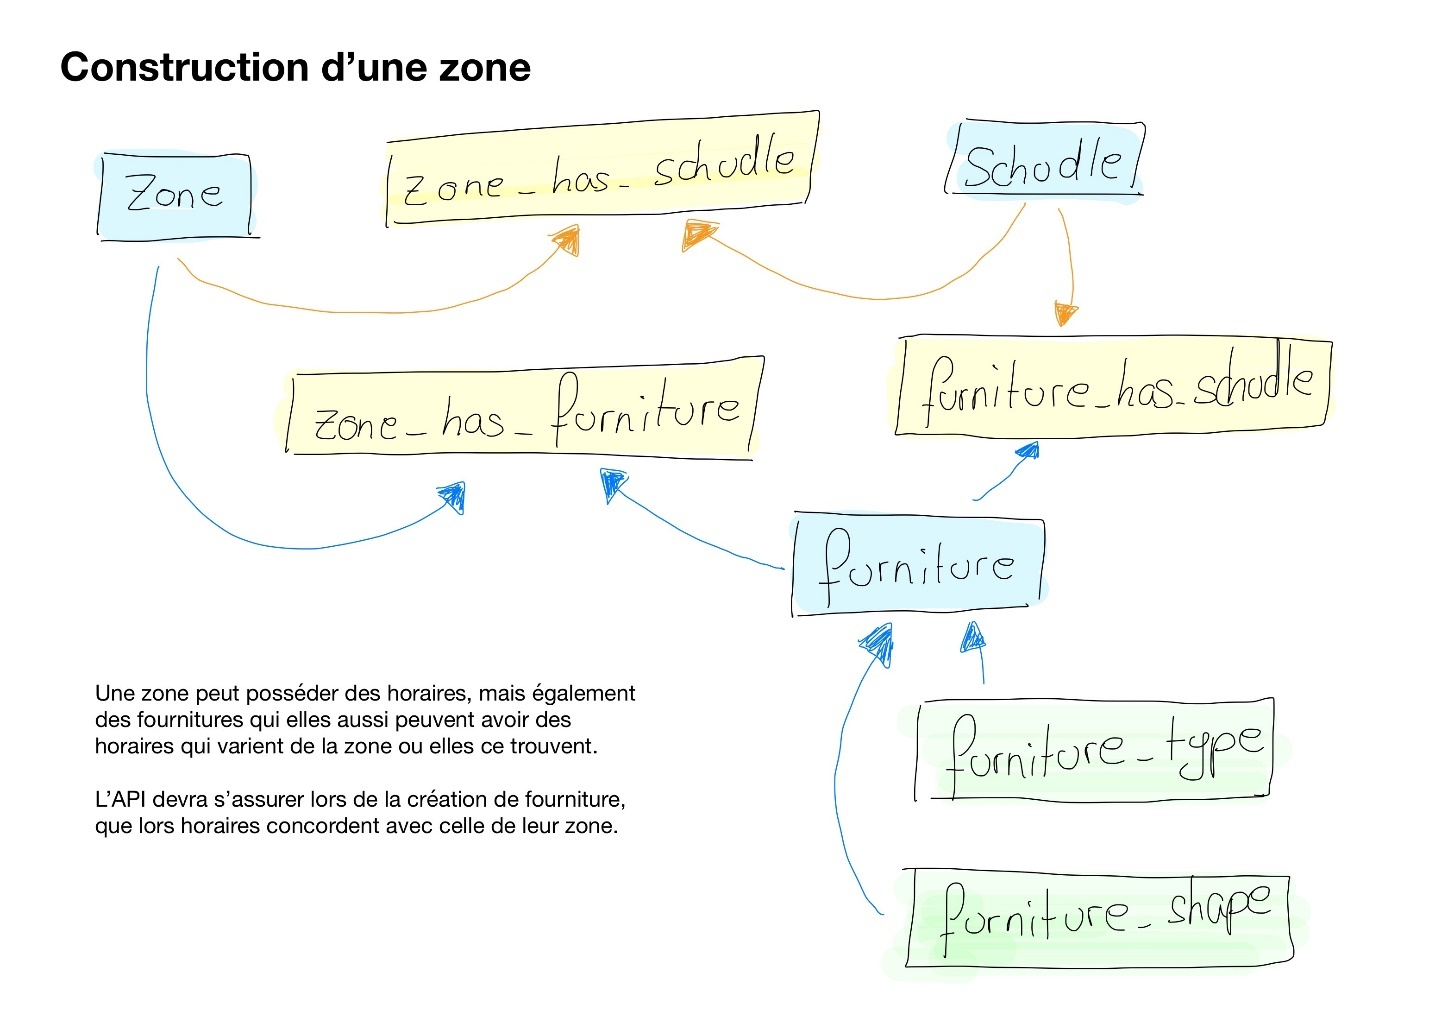 Construction d'une zone
Zone
zone_has_schudle
Schudle
zone_has_furniture
furniture_has_schudle
furniture
Une zone peut posséder des horaires, mais également
des fournitures qui elles aussi peuvent avoir des
horaires qui varient de la zone ou elles ce trouvent.
L'API devra s'assurer lors de la création de fourniture,
que lors horaires concordent avec celle de leur zone.
furniture_type
furniture_shape